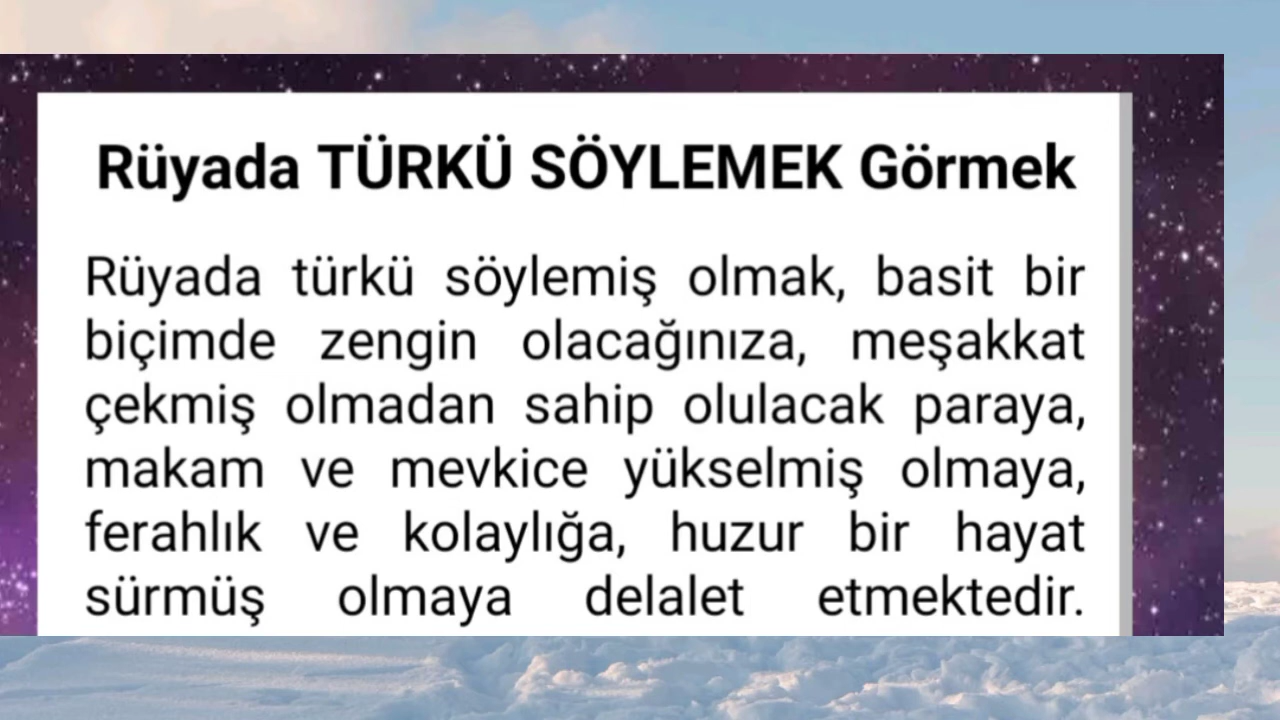 Rüyada TÜRKÜ SÖYLEMEK Görmek
Rüyada türkü söylemiş olmak, basit bir
biçimde zengin olacağınıza, meşakkat
çekmiş olmadan sahip olulacak paraya,
makam ve mevkice yükselmiş olmaya,
ferahlık ve kolaylığa, huzur bir hayat
sürmüş olmaya delalet etmektedir.